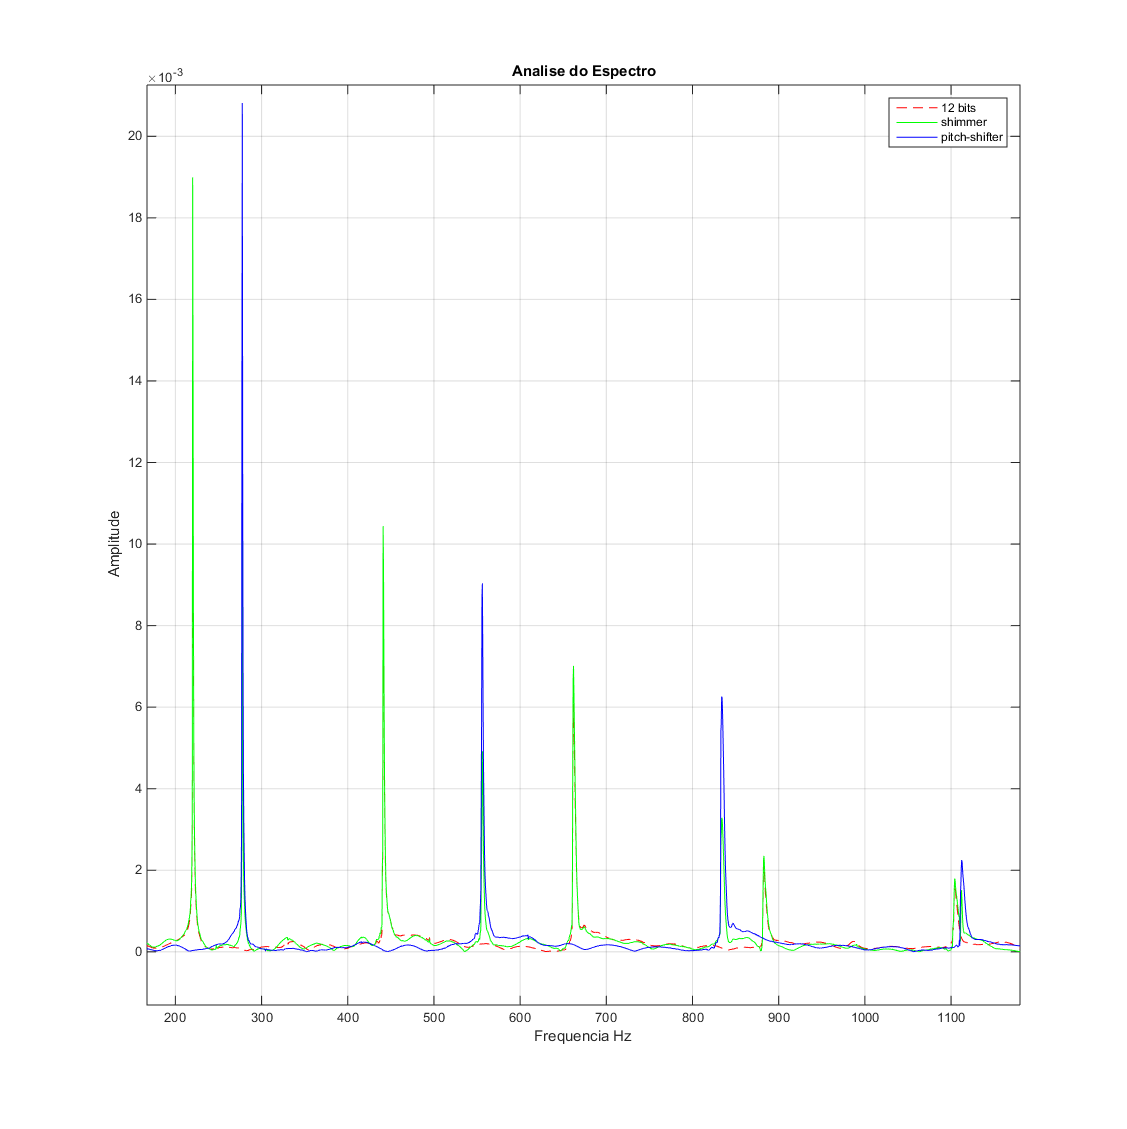 Analise do Espectro
×10-3
12 bits
shimmer
pitch-shifter
20
18
16
14
12
10
8
6
4
2
0
Amplitude
200 300 400 500 600 700 800 900 1000 1100
Frequencia Hz